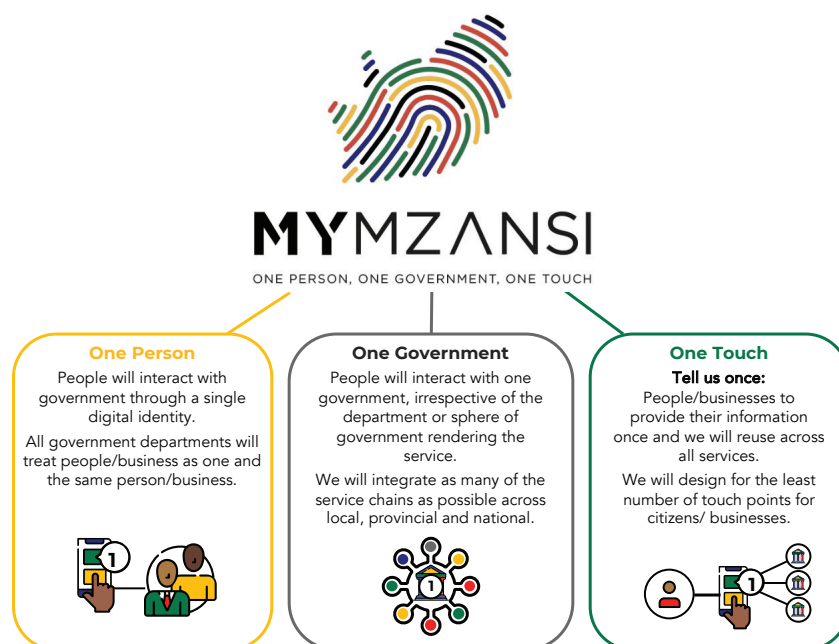 MYMZANSI
ONE PERSON, ONE GOVERNMENT, ONE TOUCH
One Person
People will interact with
government through a single
digital identity.
All government departments will
treat people/business as one and
the same person/business.
1
One Government
People will interact with one
government, irrespective of the
department or sphere of
government rendering the
service.
We will integrate as many of the
service chains as possible across
local, provincial and national.
1
One Touch
Tell us once:
People/businesses to
provide their information
once and we will reuse across
all services.
We will design for the least
number of touch points for
citizens/ businesses.
1